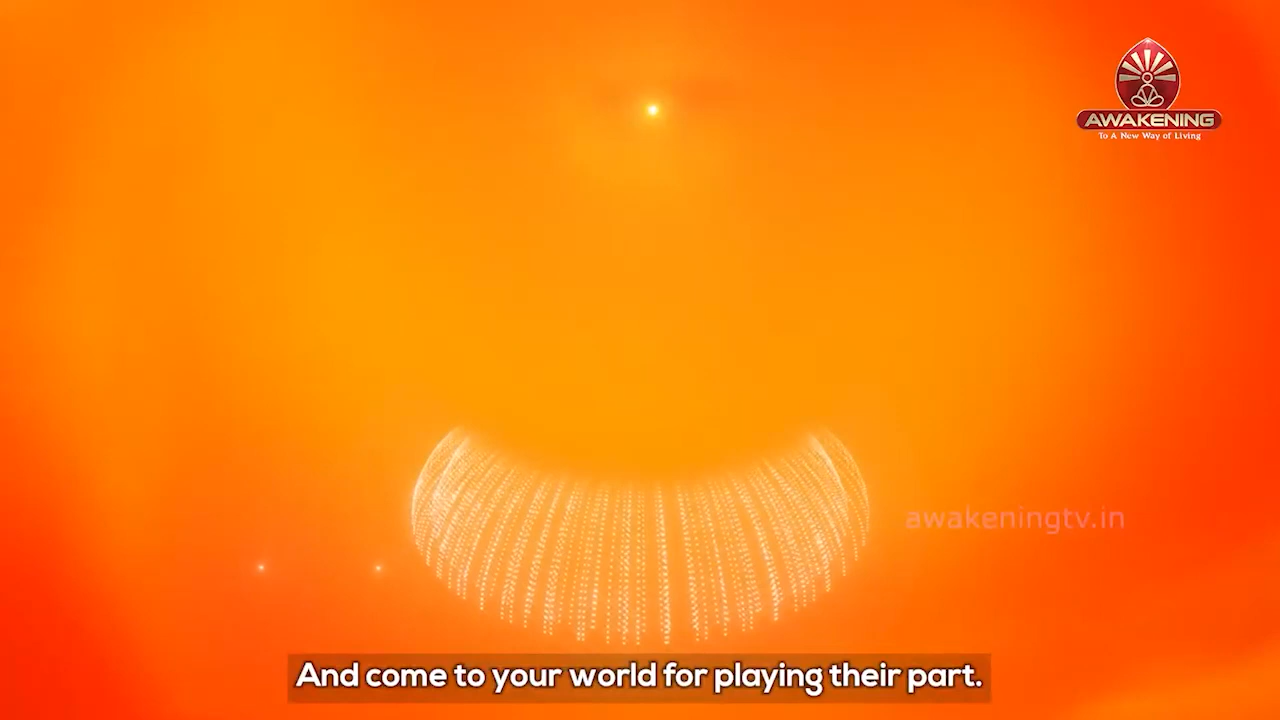 AWAKENING
To A New Way of Living
awakeningtv.in
And come to your world for playing their part.